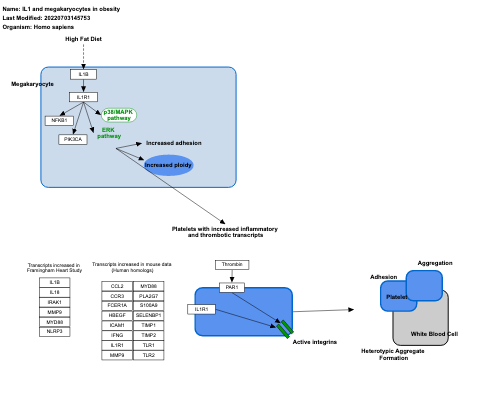 Name: IL1 and megakaryocytes in obesity
Last Modified: 20220703145753
Organism: Homo sapiens
High Fat Diet
IL1B
Megakaryocyte
IL1R1
p38/MAPK
pathway
NFKB1
ERK
pathway
PIK3CA
Increased adhesion
Increased ploidy
Platelets with increased inflammatory
and thrombotic transcripts
Transcripts increased in
Framingham Heart Study
IL1B
IL18
IRAK1
MMP9
MYD88
NLRP3
Transcripts increased in mouse data
(Human homologs)
CCL2 MYD88
CCR3 PLA2G7
FCER1A S100A9
HBEGF SELENBP1
ICAM1 TIMP1
IFNG TIMP2
IL1R1 TLR1
MMP9 TLR2
Thrombin
PAR1
IL1R1
Active integrins
Aggregation
Adhesion
Platelet
White Blood Cell
Heterotypic Aggregate
Formation